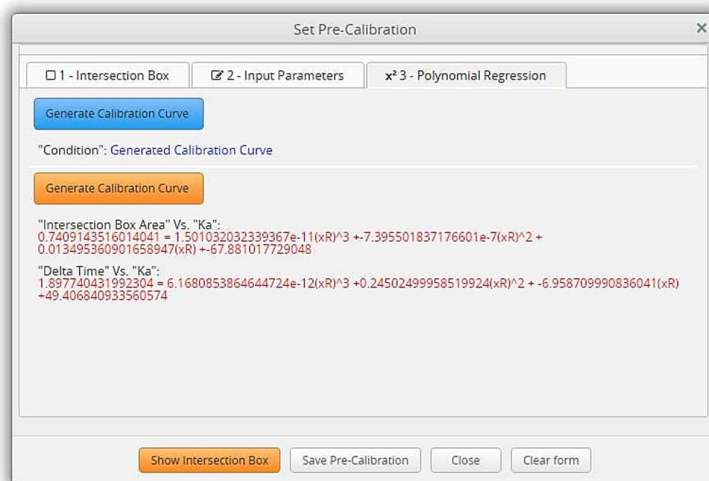 Set Pre-Calibration
1 - Intersection Box
2 - Input Parameters
x² 3 - Polynomial Regression
Generate Calibration Curve
"Condition": Generated Calibration Curve
Generate Calibration Curve
"Intersection Box Area" Vs. "Ka":
0.7409143516014041 = 1.501032032339367e-11(xR)^3 +-7.395501837176601e-7(xR)^2 +
0.013495360901658947(xR) +-67.881017729048
"Delta Time" Vs. "Ka":
1.897740431992304 = 6.1680853864644724e-12(xR)^3 +0.24502499958519924(xR)^2 + -6.958709990836041(xR)
+49.406840933560574
Show Intersection Box
Save Pre-Calibration
Close
Clear form